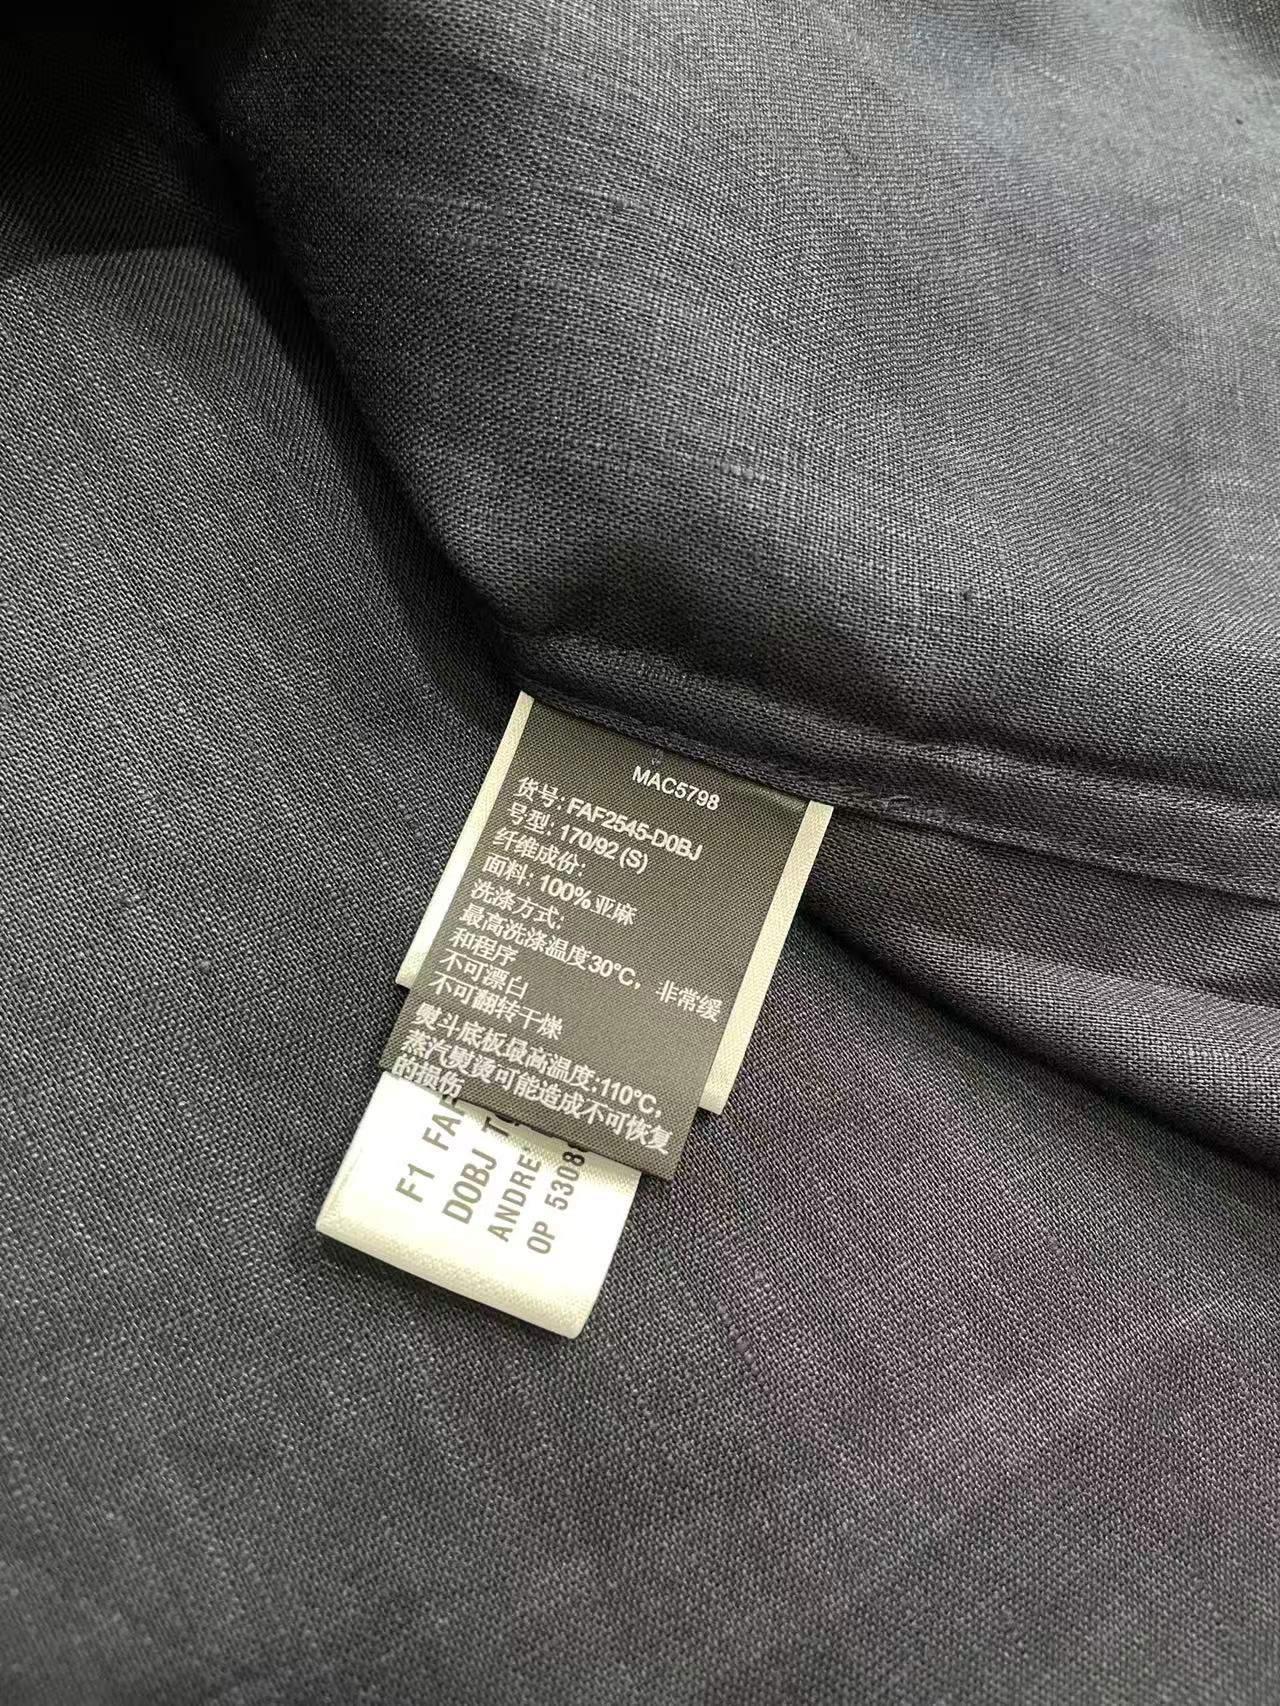 MAC5798
货号: FAF2545-D0BJ
号型: 170/92 (S)
纤维成份:
面料: 100%亚麻
洗涤方式:
最高洗涤温度30°C, 非常缓
和程序
不可漂白
不可翻转干燥
熨斗底板最高温度:110°C,
蒸汽熨烫可能造成不可恢复
的损伤
F1 FAF
D0BJ
ANDRE
OP 5308